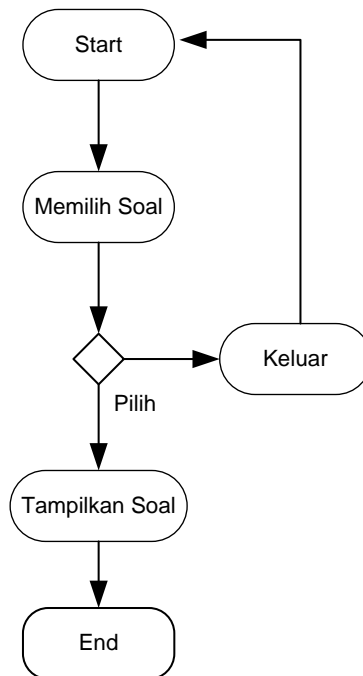 Start
Memilih Soal
Keluar
Pilih
Tampilkan Soal
End